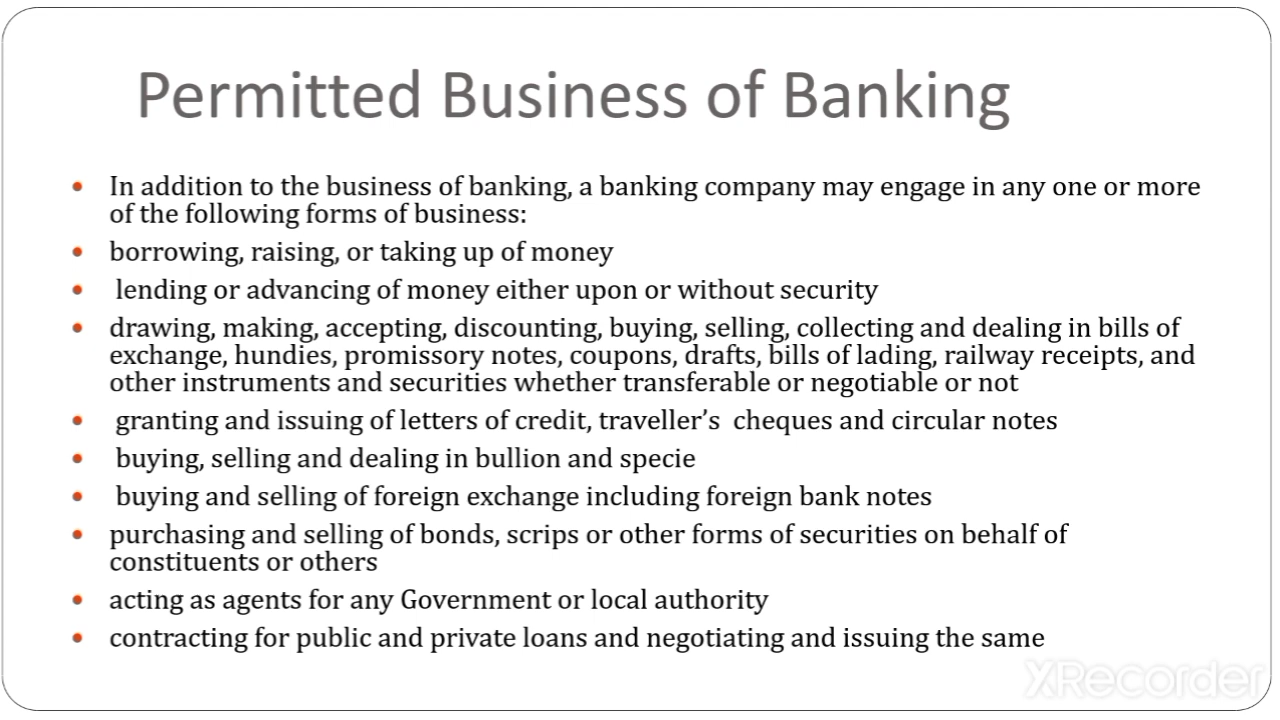 Permitted Business of Banking
• In addition to the business of banking, a banking company may engage in any one or more
of the following forms of business:
• borrowing, raising, or taking up of money
• lending or advancing of money either upon or without security
• drawing, making, accepting, discounting, buying, selling, collecting and dealing in bills of
exchange, hundies, promissory notes, coupons, drafts, bills of lading, railway receipts, and
other instruments and securities whether transferable or negotiable or not
• granting and issuing of letters of credit, traveller’s cheques and circular notes
• buying, selling and dealing in bullion and specie
• buying and selling of foreign exchange including foreign bank notes
• purchasing and selling of bonds, scrips or other forms of securities on behalf of
constituents or others
• acting as agents for any Government or local authority
• contracting for public and private loans and negotiating and issuing the same
XRecorder